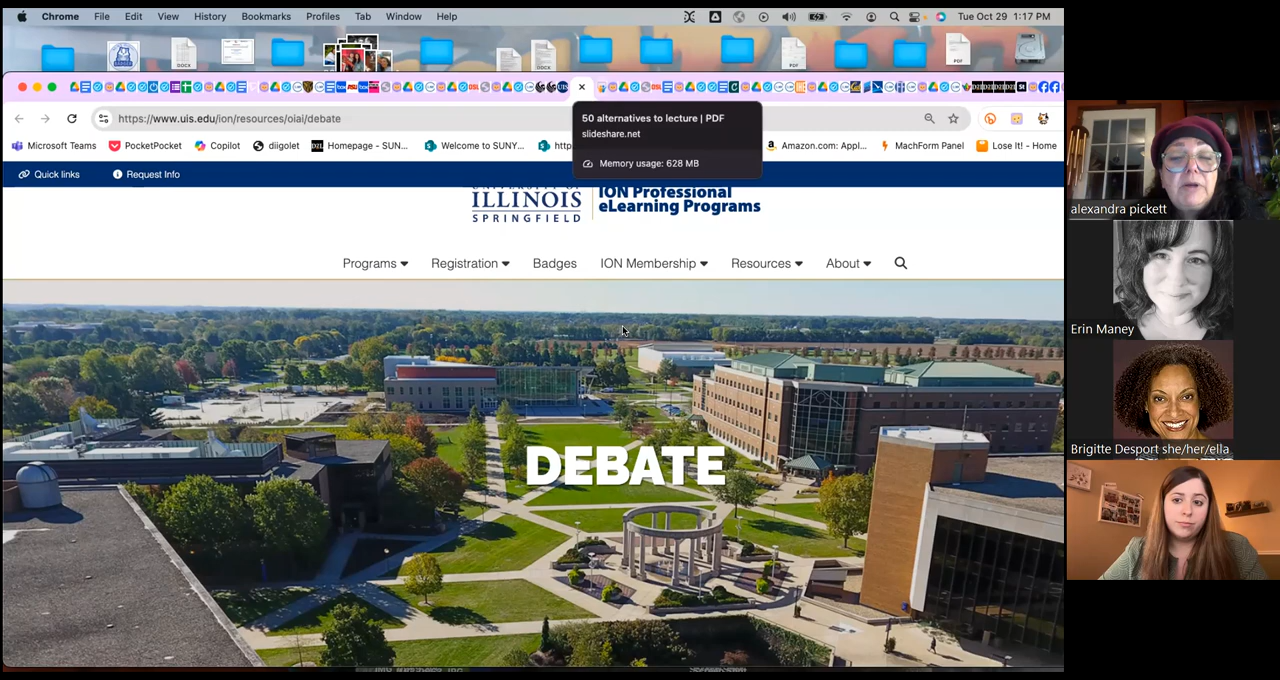 Chrome File Edit View History Bookmarks Profiles Tab Window Help
Tue Oct 29 1:17 PM
DOCX
DOCX
PDF
PDF
50 alternatives to lecture | PDF
slideshare.net
Memory usage: 628 MB
https://www.uis.edu/ion/resources/oiai/debate
Microsoft Teams PocketPocket Copilot diigolet Homepage - SUN... Welcome to SUNY... Amazon.com: Appl... MachForm Panel Lose It! - Home
Quick links Request Info
ILLINOIS
SPRINGFIELD
ION Professional
eLearning Programs
Programs Registration Badges ION Membership Resources About
DEBATE
alexandra pickett
Erin Maney
Brigitte Desport she/her/ella